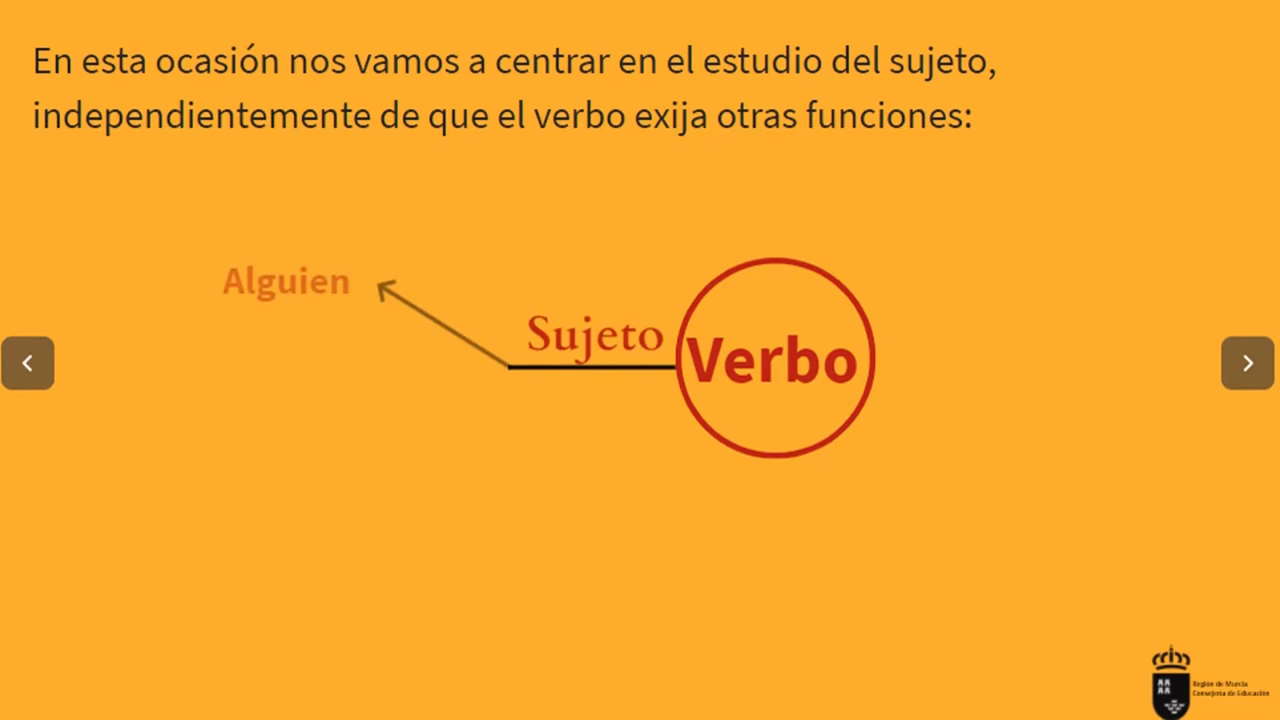 En esta ocasión nos vamos a centrar en el estudio del sujeto,
independientemente de que el verbo exija otras funciones:
Alguien
Sujeto
Verbo
Región de Murcia
Consejería de Educación